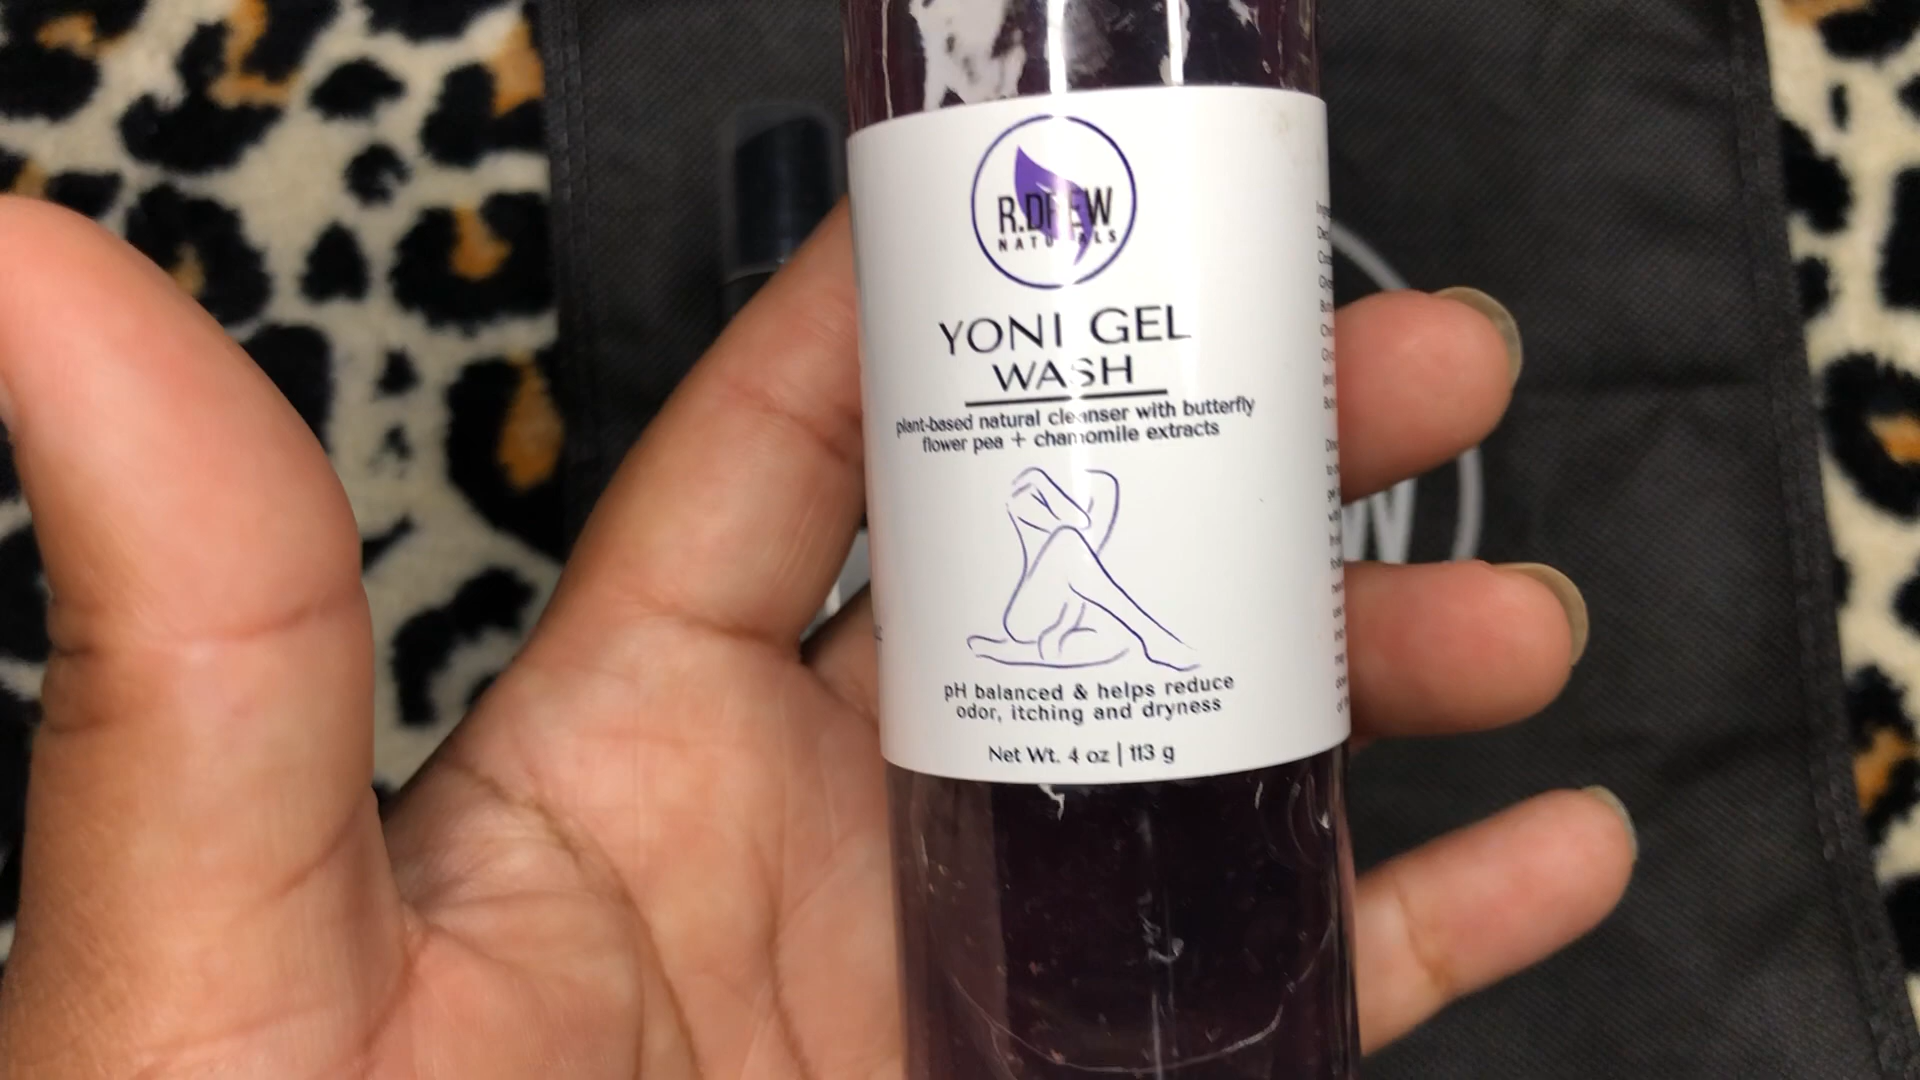 R.DREW
NATURALS
YONI GEL
WASH
plant-based natural cleanser with butterfly
flower pea + chamomile extracts
pH balanced & helps reduce
odor, itching and dryness
Net Wt. 4 oz | 113 g
W